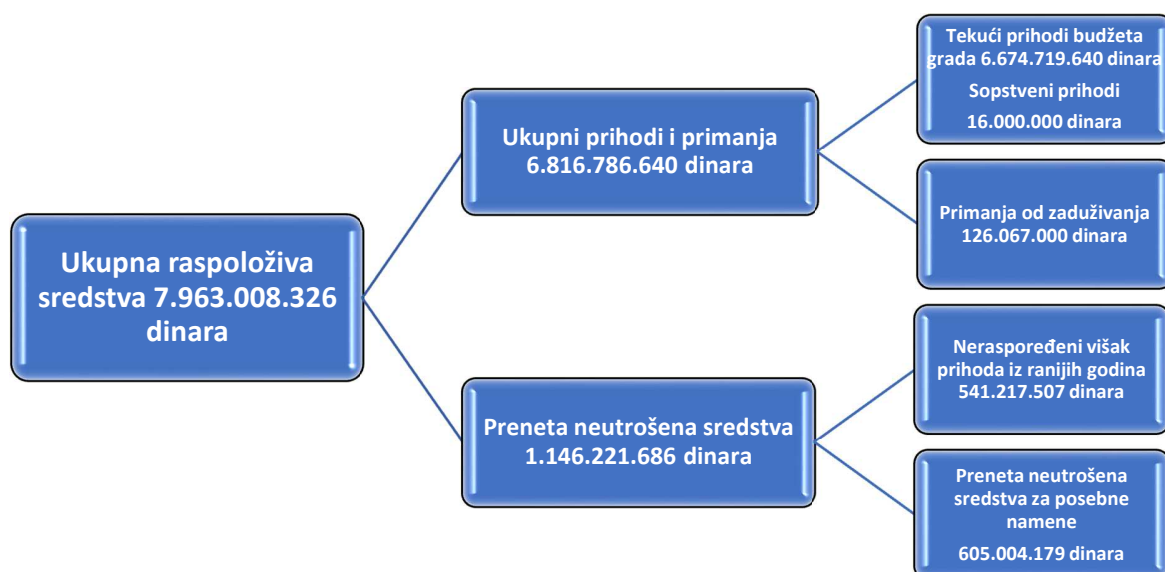 Ukupna raspoloživa
sredstva 7.963.008.326
dinara
Ukupni prihodi i primanja
6.816.786.640 dinara
Tekući prihodi budžeta
grada 6.674.719.640 dinara
Sopstveni prihodi
16.000.000 dinara
Primanja od zaduživanja
126.067.000 dinara
Preneta neutrošena sredstva
1.146.221.686 dinara
Neraspoređeni višak
prihoda iz ranijih godina
541.217.507 dinara
Preneta neutrošena
sredstva za posebne
namene
605.004.179 dinara